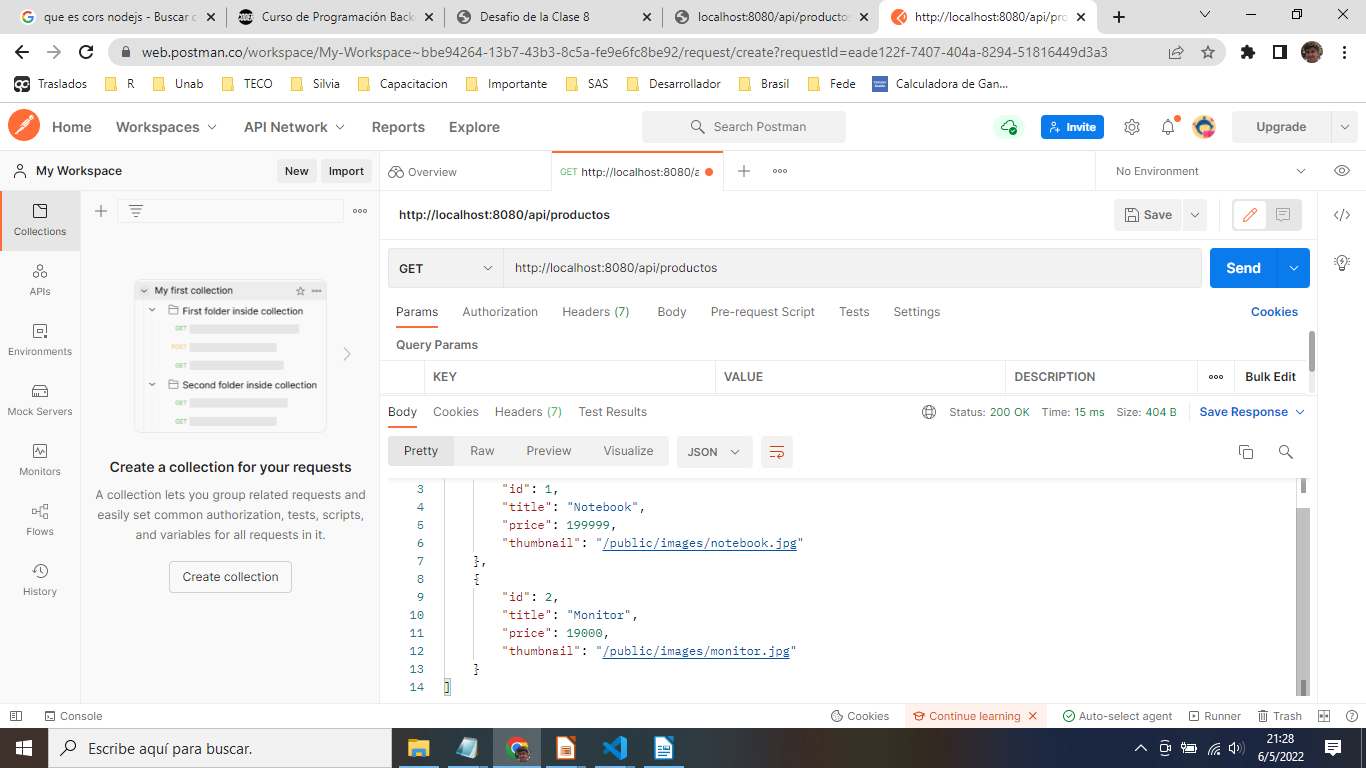 que es cors nodejs - Buscar c
Curso de Programación Back
Desafio de la Clase 8
localhost:8080/api/productos
http://localhost:8080/api/pro
web.postman.co/workspace/My-Workspace~bbe94264-13b7-43b3-8c5a-fe9e6fc8be92/request/create?requestId=eade122f-7407-404a-8294-51816449d3a3
Traslados R Unab TECO Silvia Capacitacion Importante SAS Desarrollador Brasil Fede Calculadora de Gan...
Home Workspaces API Network Reports Explore Search Postman Invite Upgrade
My Workspace New Import Overview GET http://localhost:8080/a No Environment
http://localhost:8080/api/productos Save
Collections
APIs
Environments
Mock Servers
Monitors
Flows
History
My first collection
First folder inside collection
GET
POST
GET
Second folder inside collection
GET
GET
Create a collection for your requests
A collection lets you group related requests and
easily set common authorization, tests, scripts,
and variables for all requests in it.
Create collection
GET http://localhost:8080/api/productos Send
Params Authorization Headers (7) Body Pre-request Script Tests Settings Cookies
Query Params
KEY VALUE DESCRIPTION Bulk Edit
Body Cookies Headers (7) Test Results Status: 200 OK Time: 15 ms Size: 404 B Save Response
Pretty Raw Preview Visualize JSON
3 "id": 1,
4 "title": "Notebook",
5 "price": 199999,
6 "thumbnail": "/public/images/notebook.jpg"
7 },
8 {
9 "id": 2,
10 "title": "Monitor",
11 "price": 19000,
12 "thumbnail": "/public/images/monitor.jpg"
13 }
14 ]
Console Cookies Continue learning Auto-select agent Runner Trash
Escribe aquí para buscar.
21:28
6/5/2022